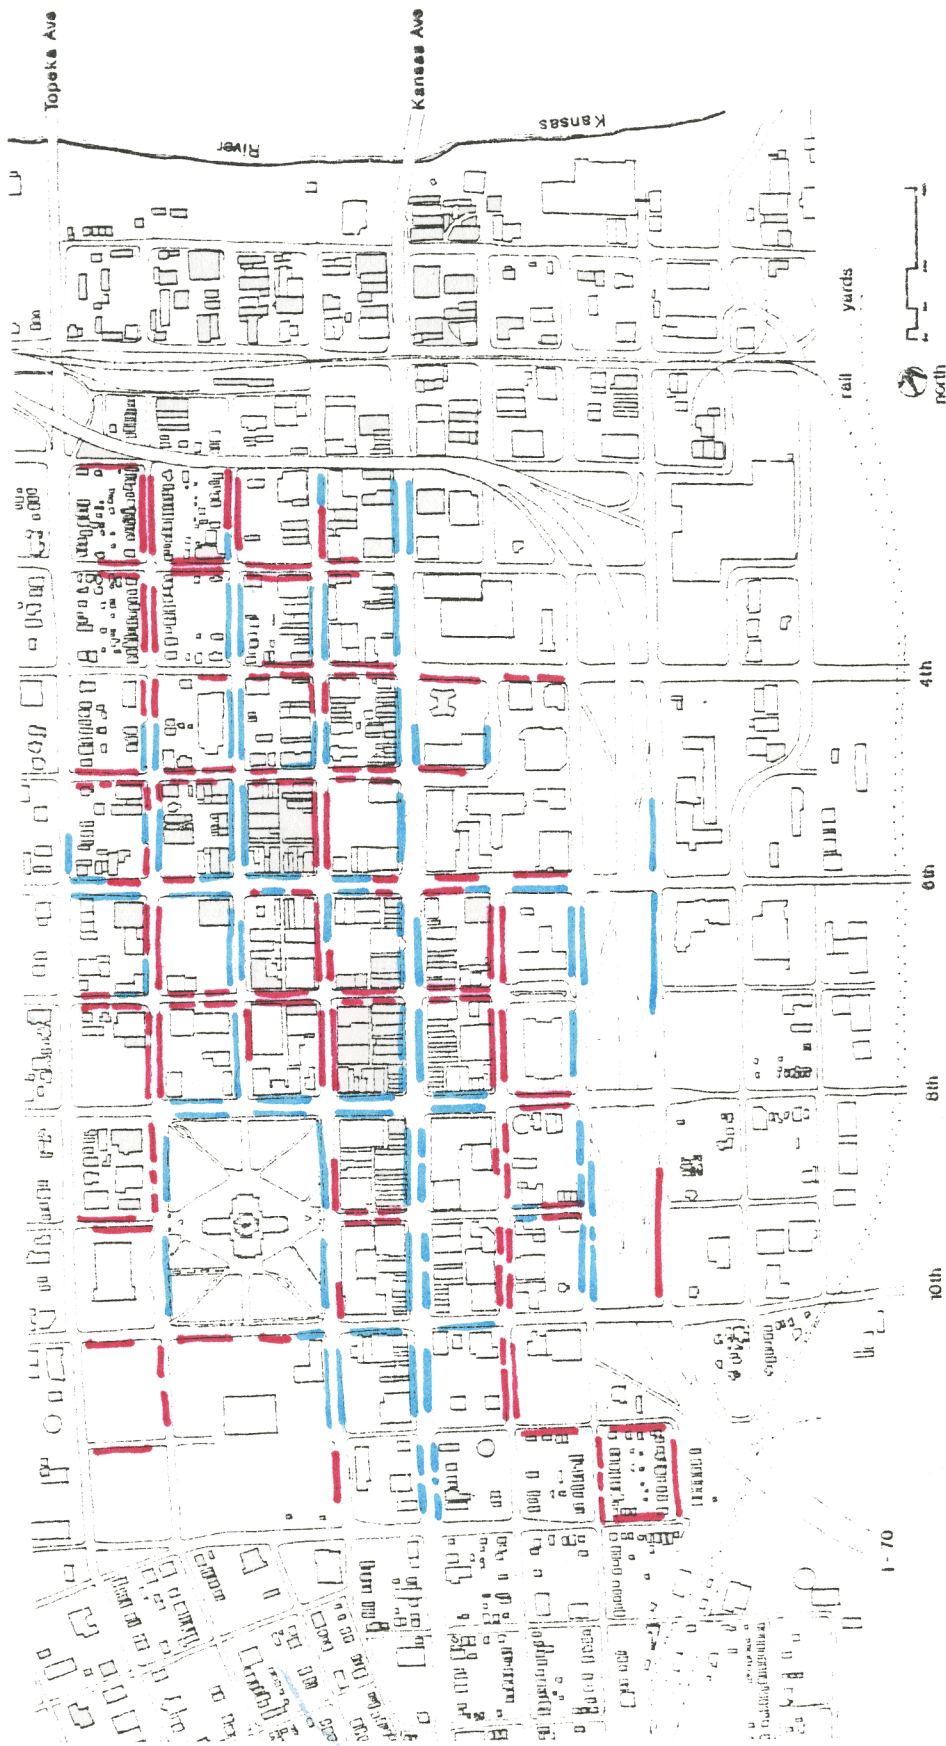 Topeka Ave
Kansas Ave
River
Kansas
rail yards
north
4th
6th
8th
10th
I - 70